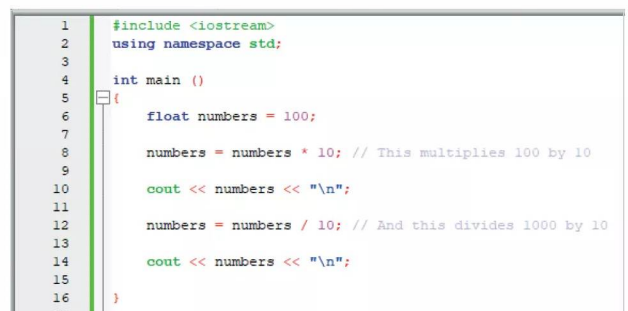 1 #include <iostream>
2 using namespace std;
3
4 int main ()
5 {
6 float numbers = 100;
7
8 numbers = numbers * 10; // This multiplies 100 by 10
9
10 cout << numbers << "\n";
11
12 numbers = numbers / 10; // And this divides 1000 by 10
13
14 cout << numbers << "\n";
15
16 }